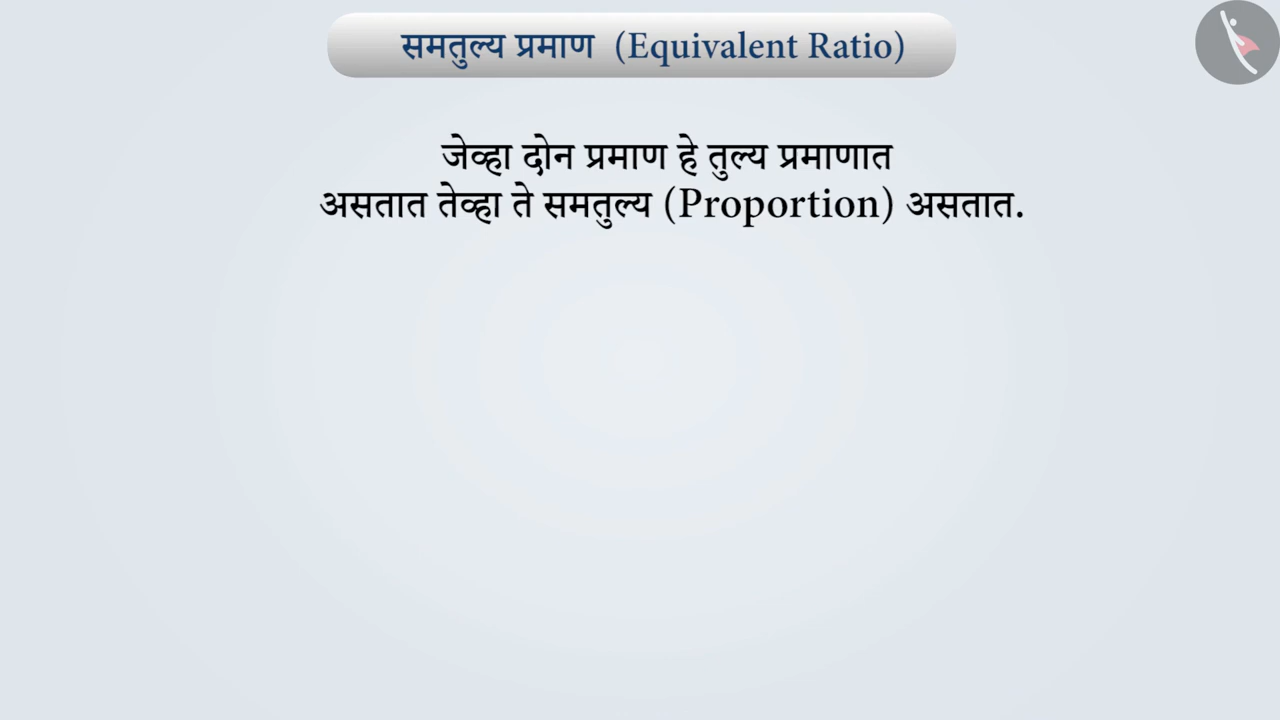 समतुल्य प्रमाण (Equivalent Ratio)
जेव्हा दोन प्रमाण हे तुल्य प्रमाणात
असतात तेव्हा ते समतुल्य (Proportion) असतात.